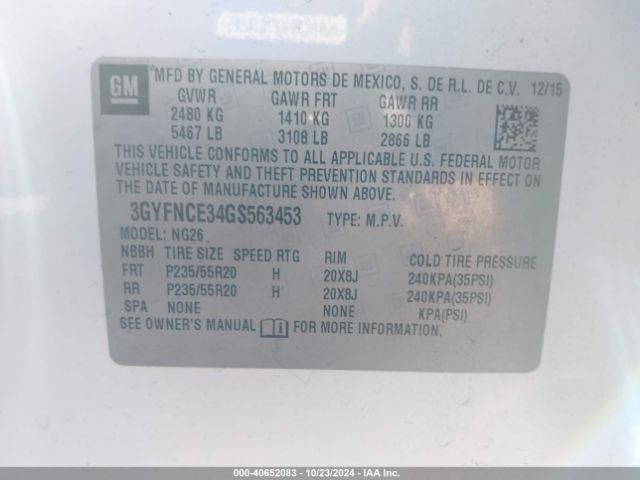 GM
MFD BY GENERAL MOTORS DE MEXICO, S. DE R.L. DE C.V. 12/15
GVWR GAWR FRT GAWR RR
2480 KG 1410 KG 1300 KG
5467 LB 3108 LB 2866 LB
THIS VEHICLE CONFORMS TO ALL APPLICABLE U.S. FEDERAL MOTOR
VEHICLE SAFETY AND THEFT PREVENTION STANDARDS IN EFFECT ON
THE DATE OF MANUFACTURE SHOWN ABOVE.
3GYFNCE34GS563453 TYPE: M.P.V.
MODEL: NG26
NBBH TIRE SIZE SPEED RTG RIM COLD TIRE PRESSURE
FRT P235/55R20 H 20X8J 240KPA(35PSI)
RR P235/55R20 H 20X8J 240KPA(35PSI)
SPA NONE NONE KPA(PSI)
SEE OWNER'S MANUAL FOR MORE INFORMATION.
000-40652083 - 10/23/2024 - IAA Inc.